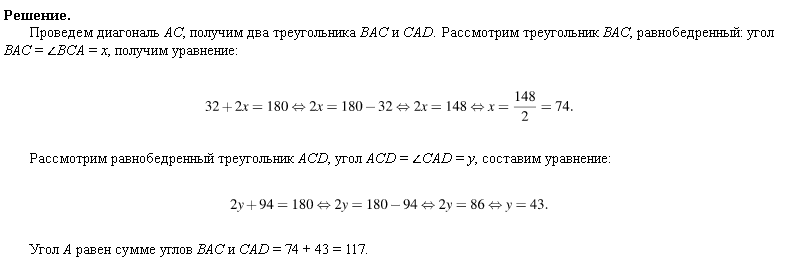 Решение.
Проведем диагональ AC, получим два треугольника BAC и CAD. Рассмотрим треугольник BAC, равнобедренный: угол
BAC = ∠BCA = x, получим уравнение:
32 + 2x = 180 ⇔ 2x = 180 − 32 ⇔ 2x = 148 ⇔ x = 148/2 = 74.
Рассмотрим равнобедренный треугольник ACD, угол ACD = ∠CAD = y, составим уравнение:
2y + 94 = 180 ⇔ 2y = 180 − 94 ⇔ 2y = 86 ⇔ y = 43.
Угол A равен сумме углов BAC и CAD = 74 + 43 = 117.